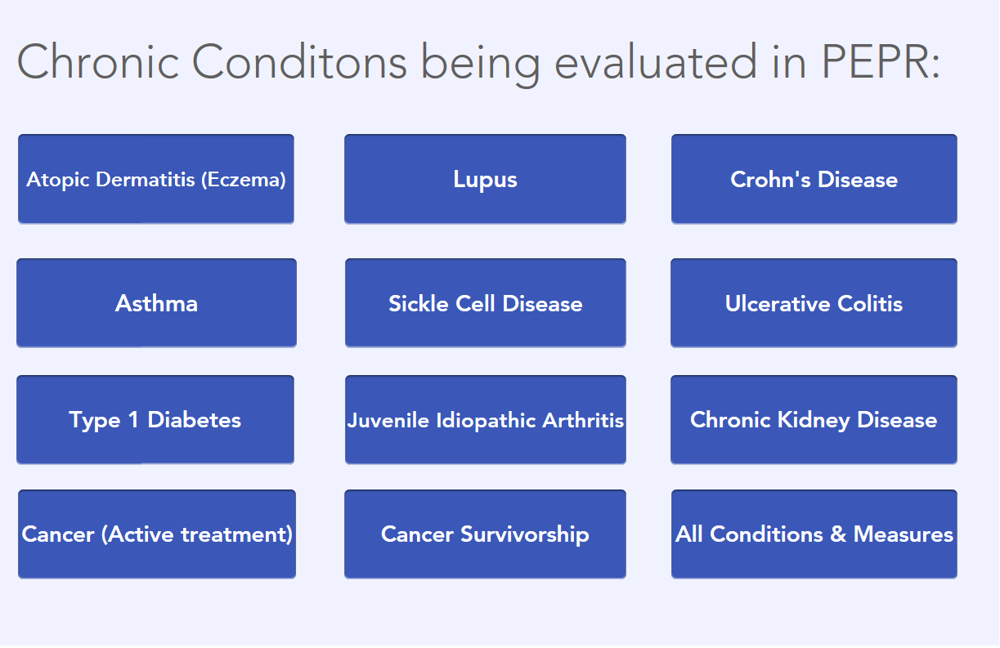 Chronic Conditons being evaluated in PEPR:
Atopic Dermatitis (Eczema)
Lupus
Crohn's Disease
Asthma
Sickle Cell Disease
Ulcerative Colitis
Type 1 Diabetes
Juvenile Idiopathic Arthritis
Chronic Kidney Disease
Cancer (Active treatment)
Cancer Survivorship
All Conditions & Measures